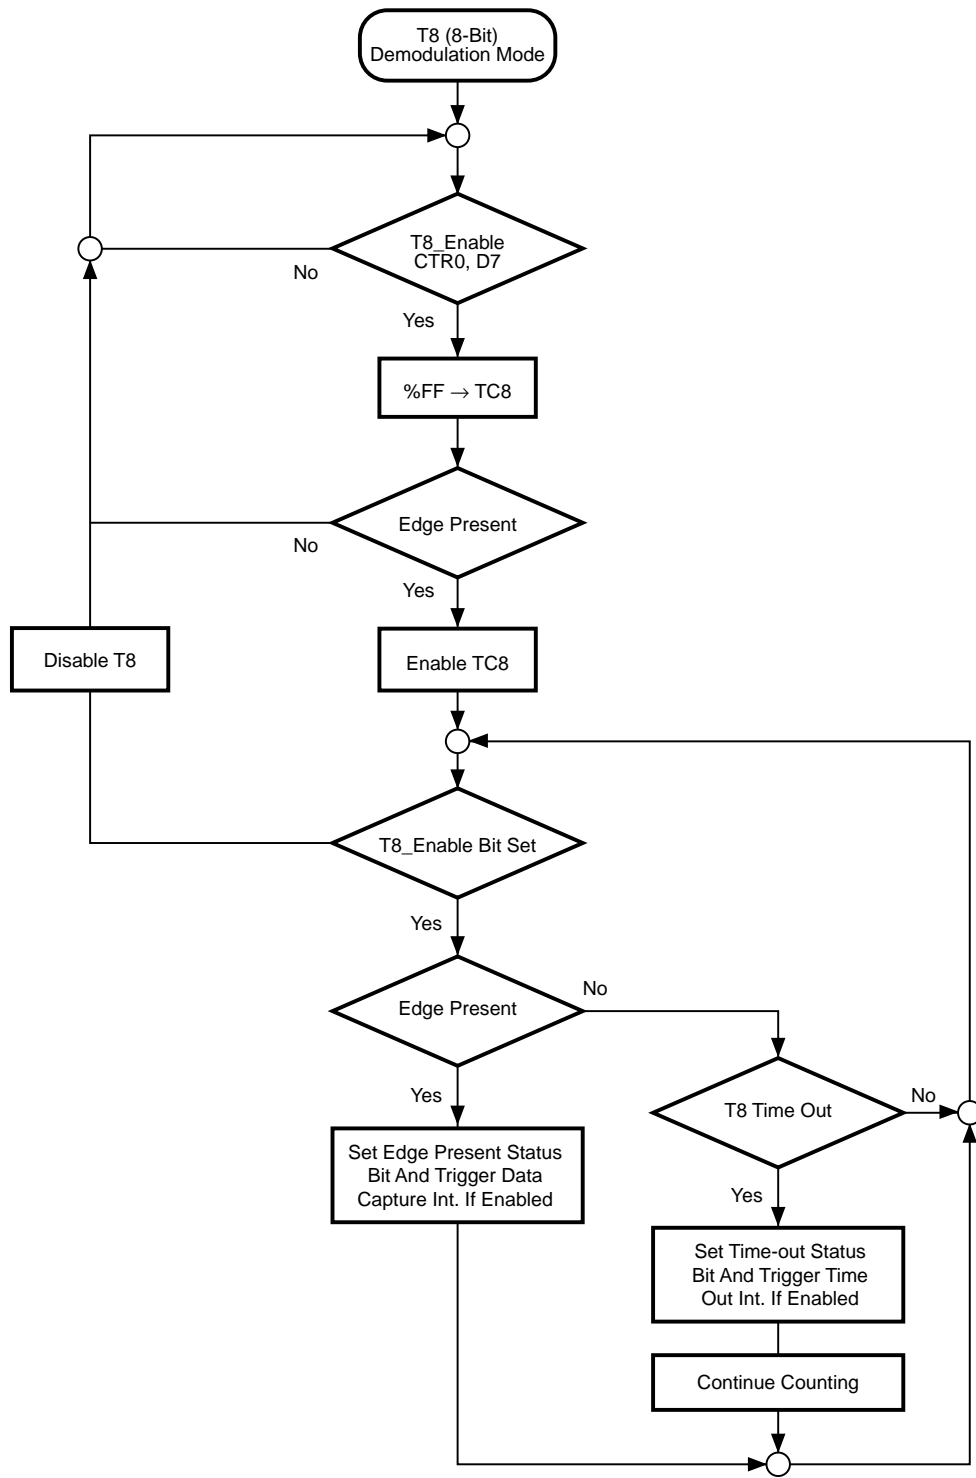 T8 (8-Bit)
Demodulation Mode
T8_Enable
CTR0, D7
No
Yes
%FF → TC8
Edge Present
No
Yes
Disable T8
Enable TC8
T8_Enable Bit Set
Yes
Edge Present
No
Yes
T8 Time Out
No
Set Edge Present Status
Bit And Trigger Data
Capture Int. If Enabled
Yes
Set Time-out Status
Bit And Trigger Time
Out Int. If Enabled
Continue Counting